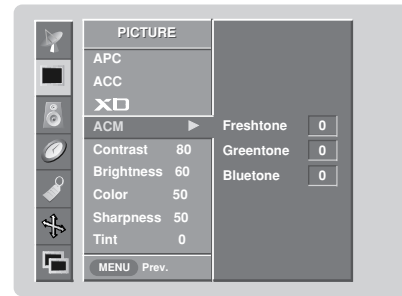 PICTURE
APC
ACC
XD
ACM
Contrast 80
Brightness 60
Color 50
Sharpness 50
Tint 0
MENU Prev.
Freshtone 0
Greentone 0
Bluetone 0